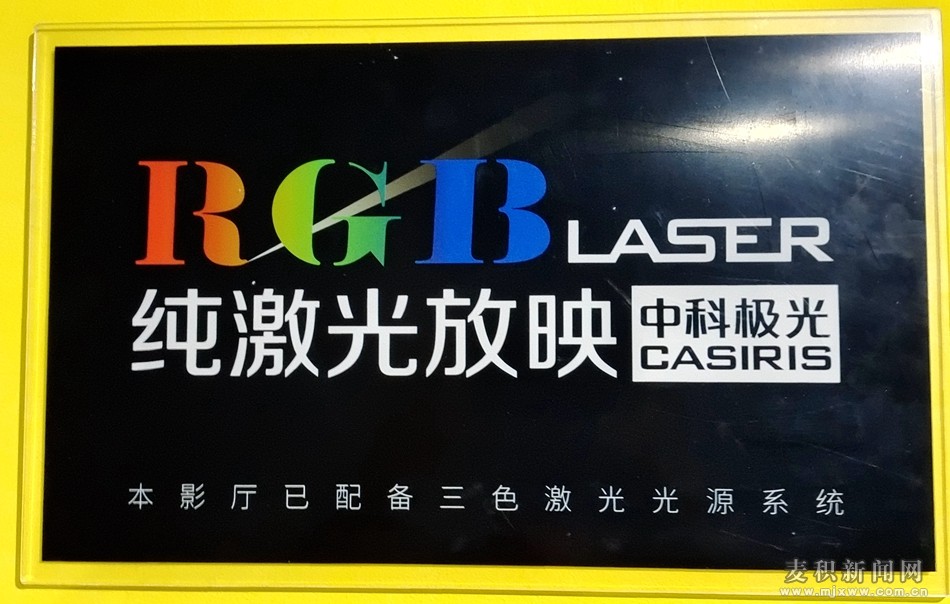 RGB LASER
纯激光放映
中科极光
CASIRIS
本影厅已配备三色激光光源系统
麦积新闻网
www.mjxww.com.cn